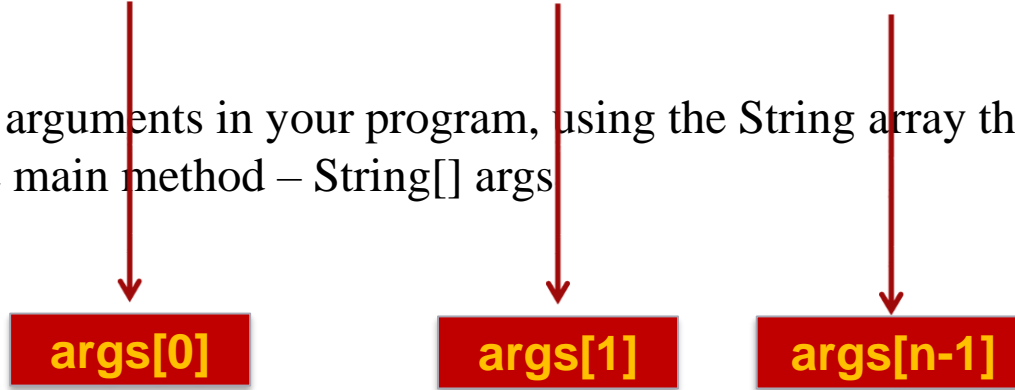 arguments in your program, using the String array th
main method – String[] args
args[0] args[1] args[n-1]